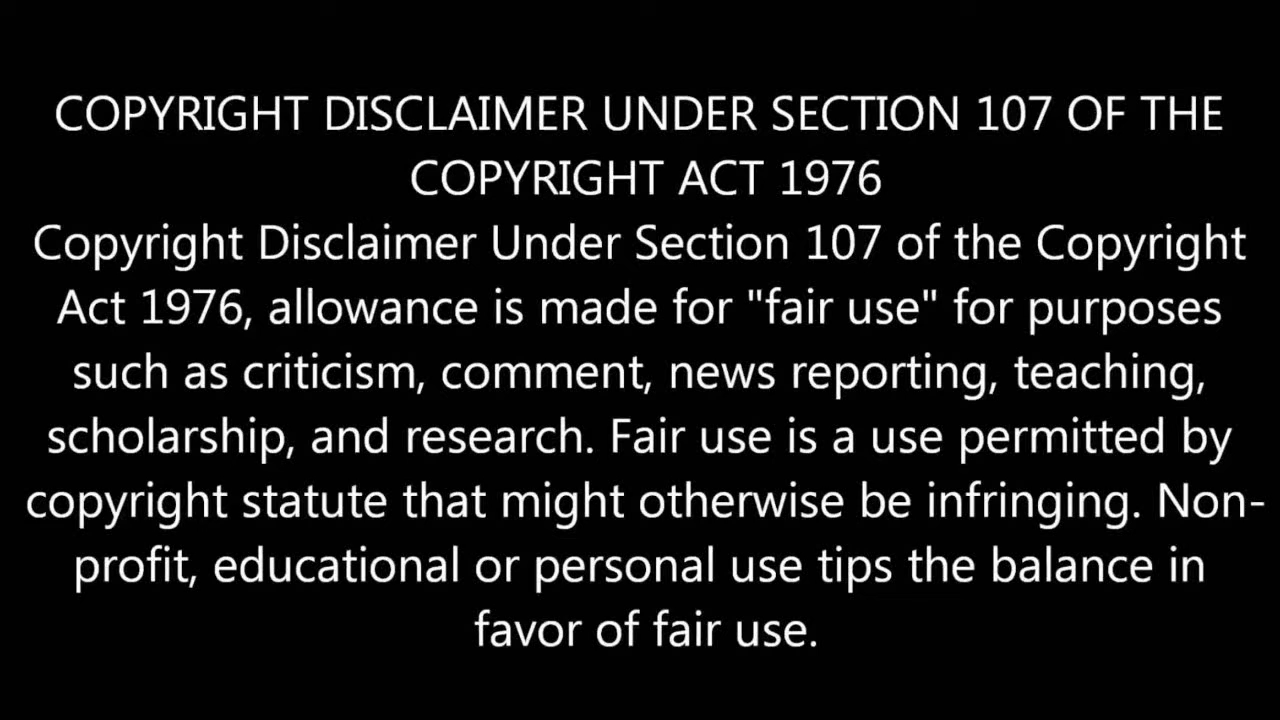 COPYRIGHT DISCLAIMER UNDER SECTION 107 OF THE
COPYRIGHT ACT 1976
Copyright Disclaimer Under Section 107 of the Copyright
Act 1976, allowance is made for "fair use" for purposes
such as criticism, comment, news reporting, teaching,
scholarship, and research. Fair use is a use permitted by
copyright statute that might otherwise be infringing. Non-
profit, educational or personal use tips the balance in
favor of fair use.